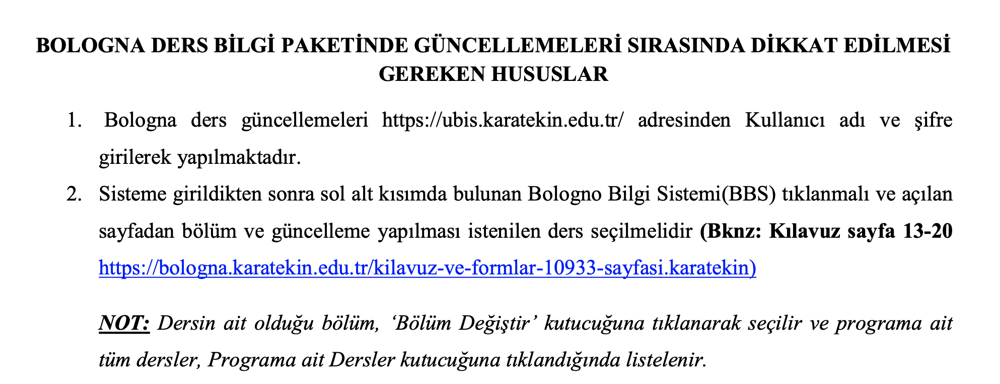 BOLOGNA DERS BİLGİ PAKETİNDE GÜNCELLEMELERİ SIRASINDA DİKKAT EDİLMESİ
GEREKEN HUSUSLAR
1. Bologna ders güncellemeleri https://ubis.karatekin.edu.tr/ adresinden Kullanıcı adı ve şifre
girilerek yapılmaktadır.
2. Sisteme girildikten sonra sol alt kısımda bulunan Bologno Bilgi Sistemi(BBS) tıklanmalı ve açılan
sayfadan bölüm ve güncelleme yapılması istenilen ders seçilmelidir (Bknz: Kılavuz sayfa 13-20
https://bologna.karatekin.edu.tr/kilavuz-ve-formlar-10933-sayfasi.karatekin)
NOT: Dersin ait olduğu bölüm, ‘Bölüm Değiştir’ kutucuğuna tıklanarak seçilir ve programa ait
tüm dersler, Programa ait Dersler kutucuğuna tıklandığında listelenir.